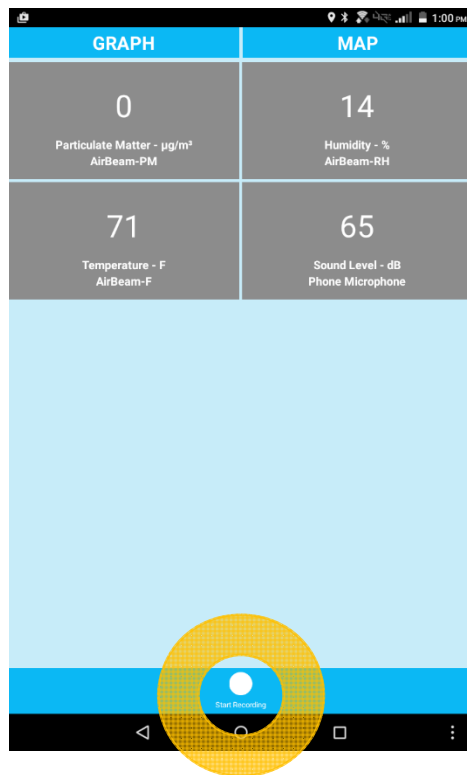 1:00 PM
GRAPH
MAP
0
Particulate Matter - µg/m³
AirBeam-PM
14
Humidity - %
AirBeam-RH
71
Temperature - F
AirBeam-F
65
Sound Level - dB
Phone Microphone
Start Recording